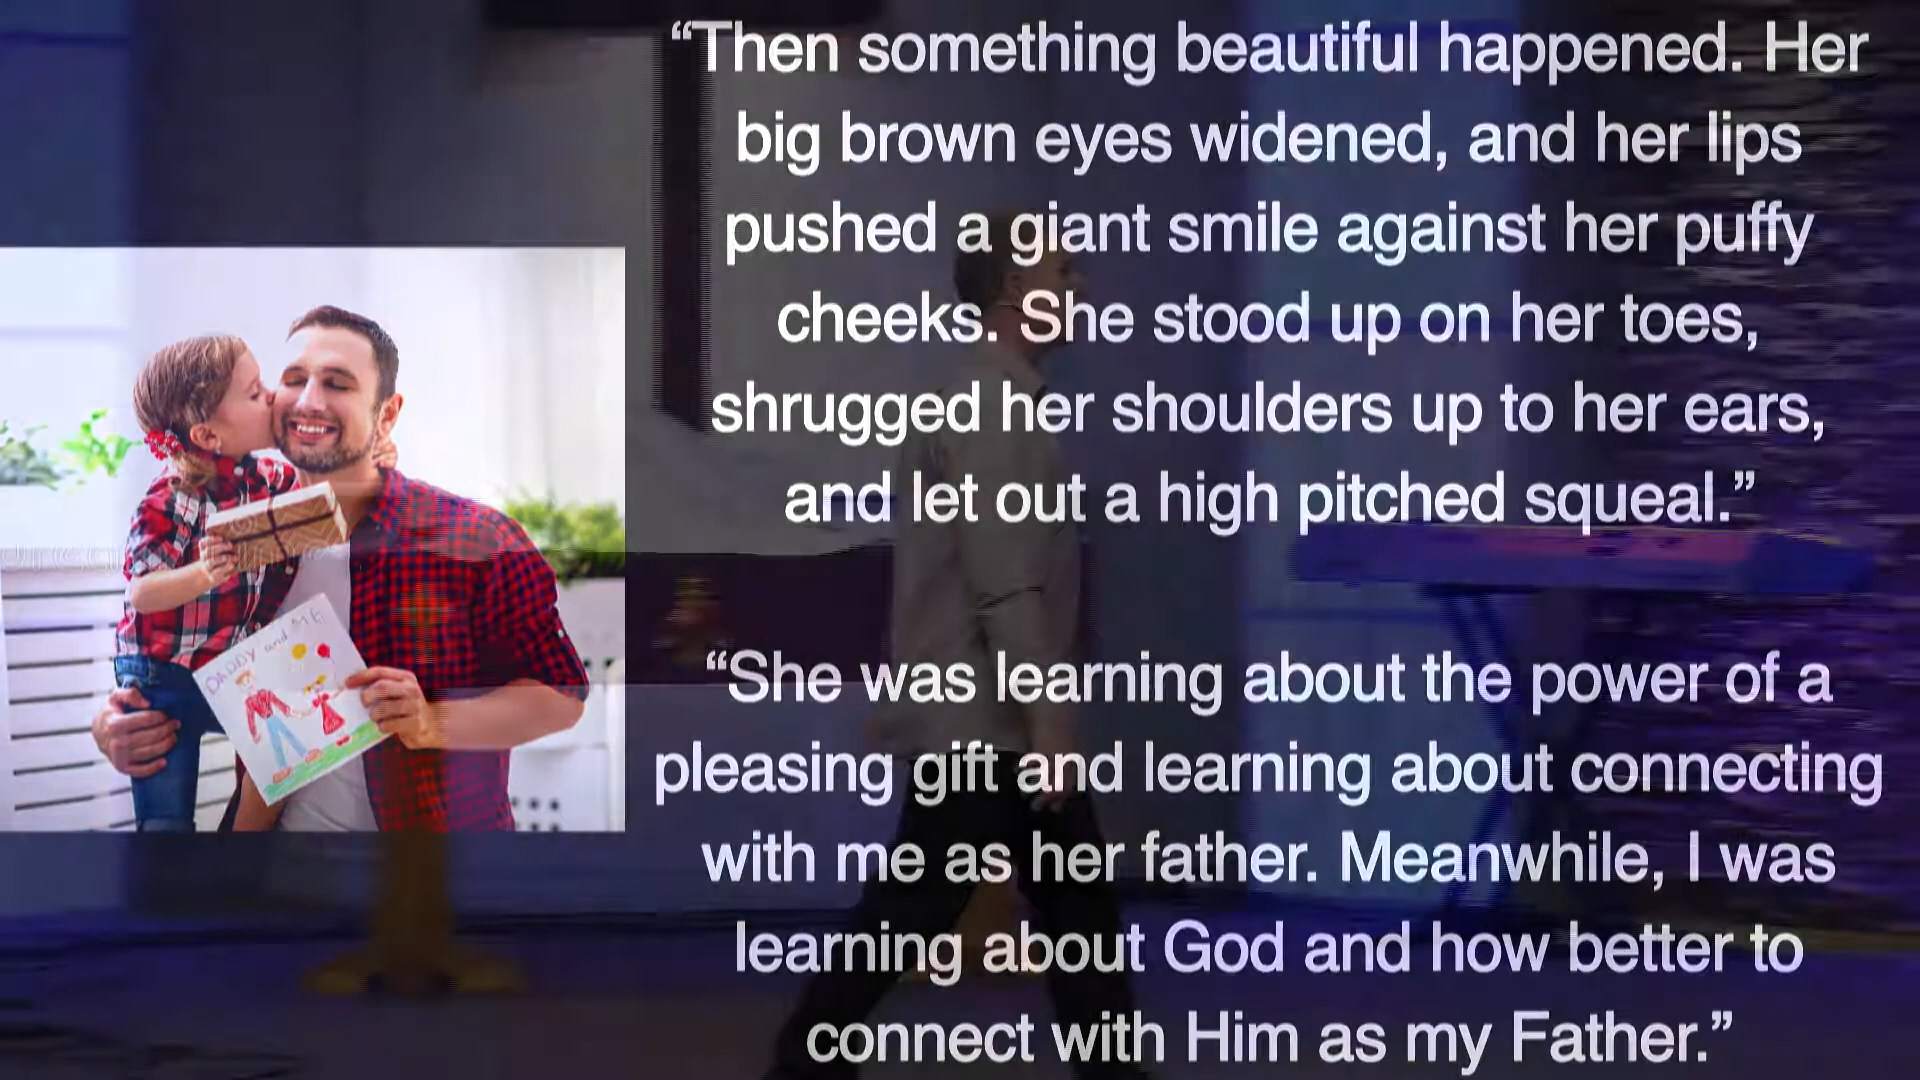 “Then something beautiful happened. Her
big brown eyes widened, and her lips
pushed a giant smile against her puffy
cheeks. She stood up on her toes,
shrugged her shoulders up to her ears,
and let out a high pitched squeal.”
“She was learning about the power of a
pleasing gift and learning about connecting
with me as her father. Meanwhile, I was
learning about God and how better to
connect with Him as my Father.”
DADDY and ME